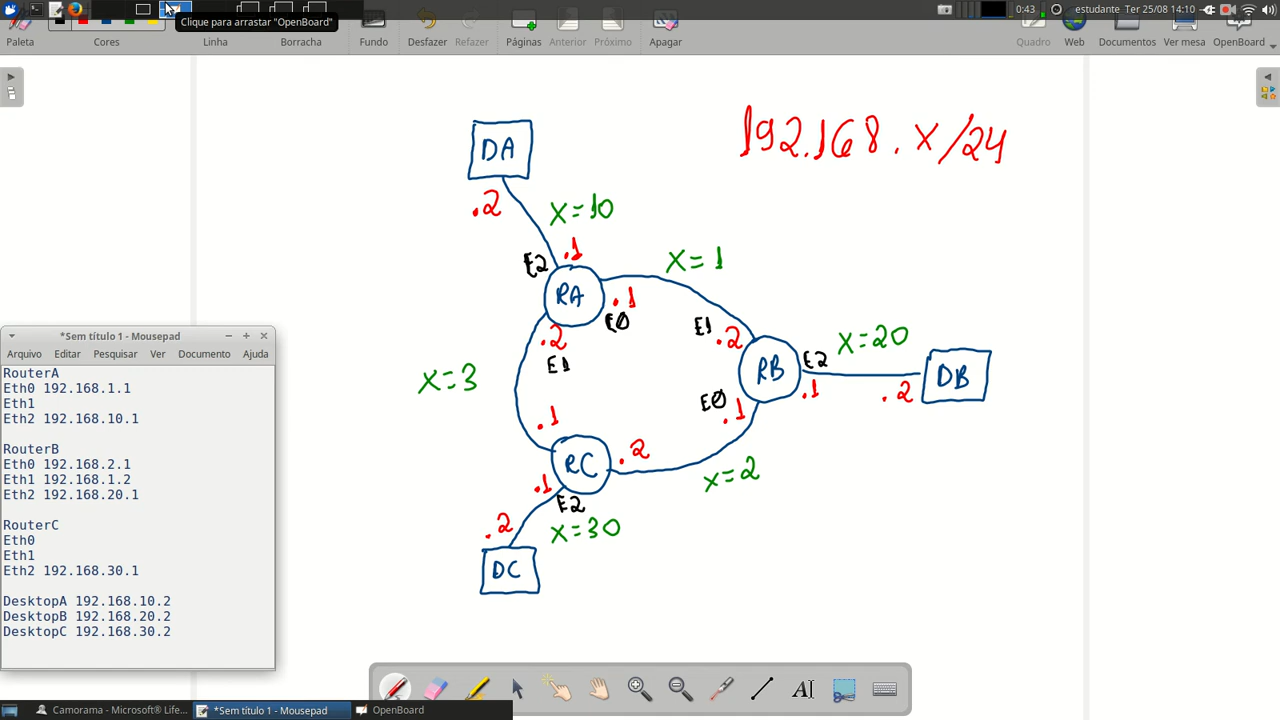 0:43
estudante Ter 25/08 14:10
Clique para arrastar "OpenBoard"
Paleta
Cores
Linha
Borracha
Fundo
Desfazer
Refazer
Páginas
Anterior
Próximo
Apagar
Quadro
Web
Documentos
Ver mesa
OpenBoard
192.168.x/24
DA
.2
x=10
E2
.1
RA
.1
E0
x=1
.2
E1
E1
.2
RB
E2
.1
x=20
.2
DB
x=3
E0
.1
.1
RC
.2
x=2
.1
E2
.2
x=30
DC
*Sem título 1 - Mousepad
Arquivo Editar Pesquisar Ver Documento Ajuda
RouterA
Eth0 192.168.1.1
Eth1
Eth2 192.168.10.1
RouterB
Eth0 192.168.2.1
Eth1 192.168.1.2
Eth2 192.168.20.1
RouterC
Eth0
Eth1
Eth2 192.168.30.1
DesktopA 192.168.10.2
DesktopB 192.168.20.2
DesktopC 192.168.30.2
AI
Camorama - Microsoft® Life...
*Sem título 1 - Mousepad
OpenBoard